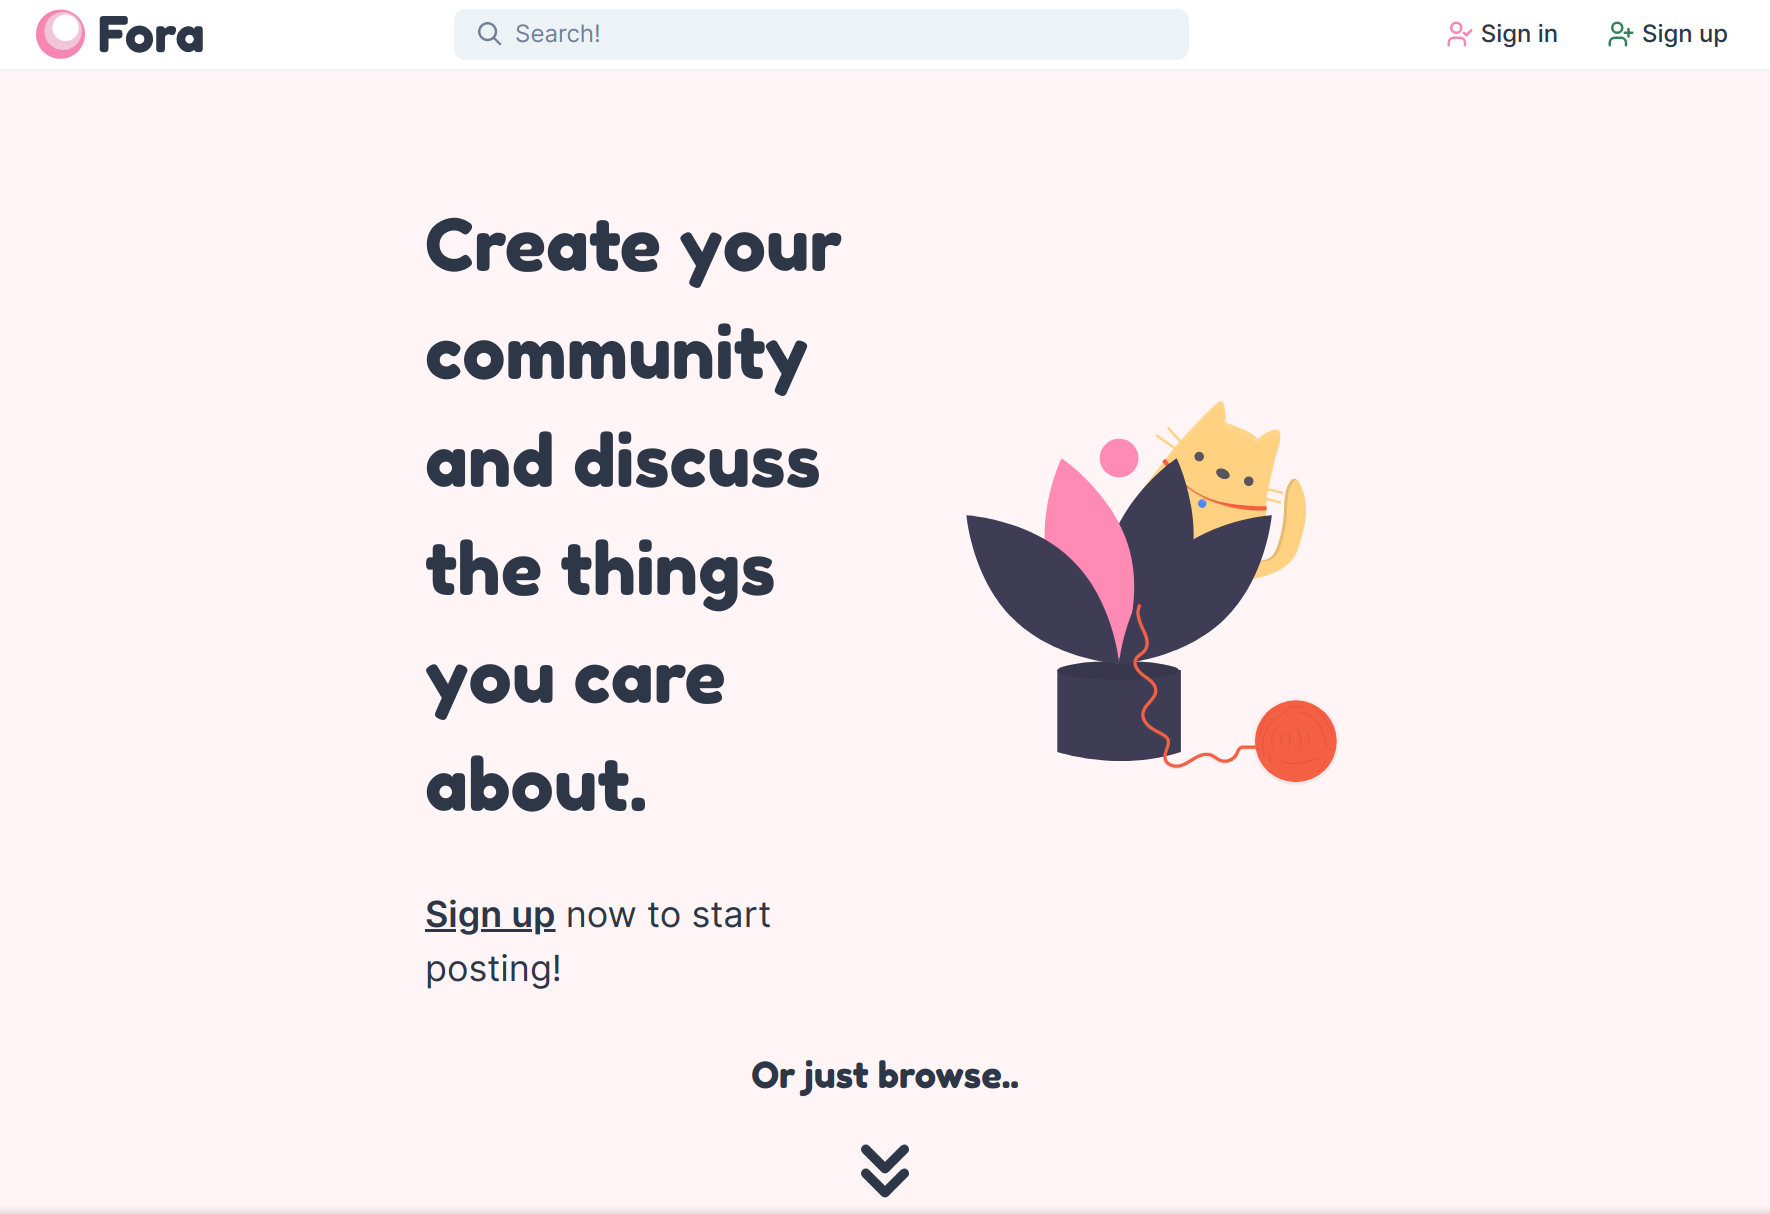 Fora
Search!
Sign in
Sign up
Create your
community
and discuss
the things
you care
about.
Sign up now to start
posting!
Or just browse..